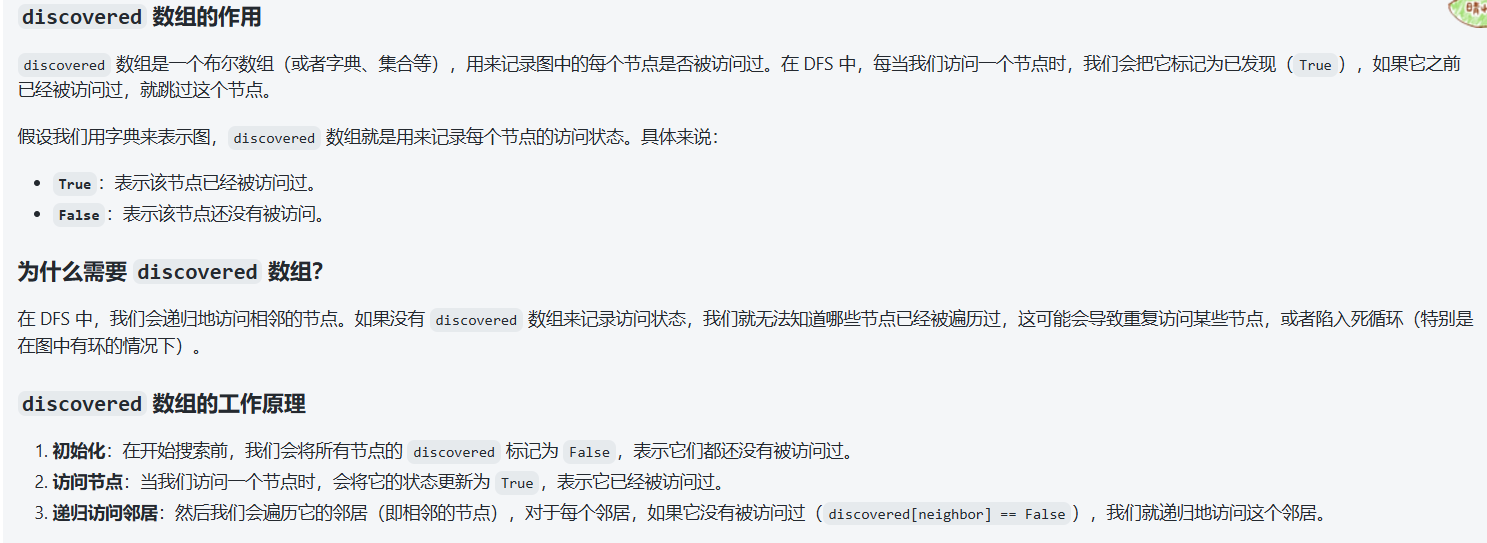 discovered 数组的作用
discovered 数组是一个布尔数组（或者字典、集合等），用来记录图中的每个节点是否被访问过。在 DFS 中，每当我们访问一个节点时，我们会把它标记为已发现（True），如果它之前
已经被访问过，就跳过这个节点。
假设我们用字典来表示图，discovered 数组就是用来记录每个节点的访问状态。具体来说：
• True：表示该节点已经被访问过。
• False：表示该节点还没有被访问。
为什么需要 discovered 数组？
在 DFS 中，我们会递归地访问相邻的节点。如果没有 discovered 数组来记录访问状态，我们就无法知道哪些节点已经被遍历过，这可能会导致重复访问某些节点，或者陷入死循环（特别是
在图中有环的情况下）。
discovered 数组的工作原理
1. 初始化：在开始搜索前，我们会将所有节点的 discovered 标记为 False，表示它们都还没有被访问过。
2. 访问节点：当我们访问一个节点时，会将它的状态更新为 True，表示它已经被访问过。
3. 递归访问邻居：然后我们会遍历它的邻居（即相邻的节点），对于每个邻居，如果它没有被访问过（discovered[neighbor] == False），我们就递归地访问这个邻居。